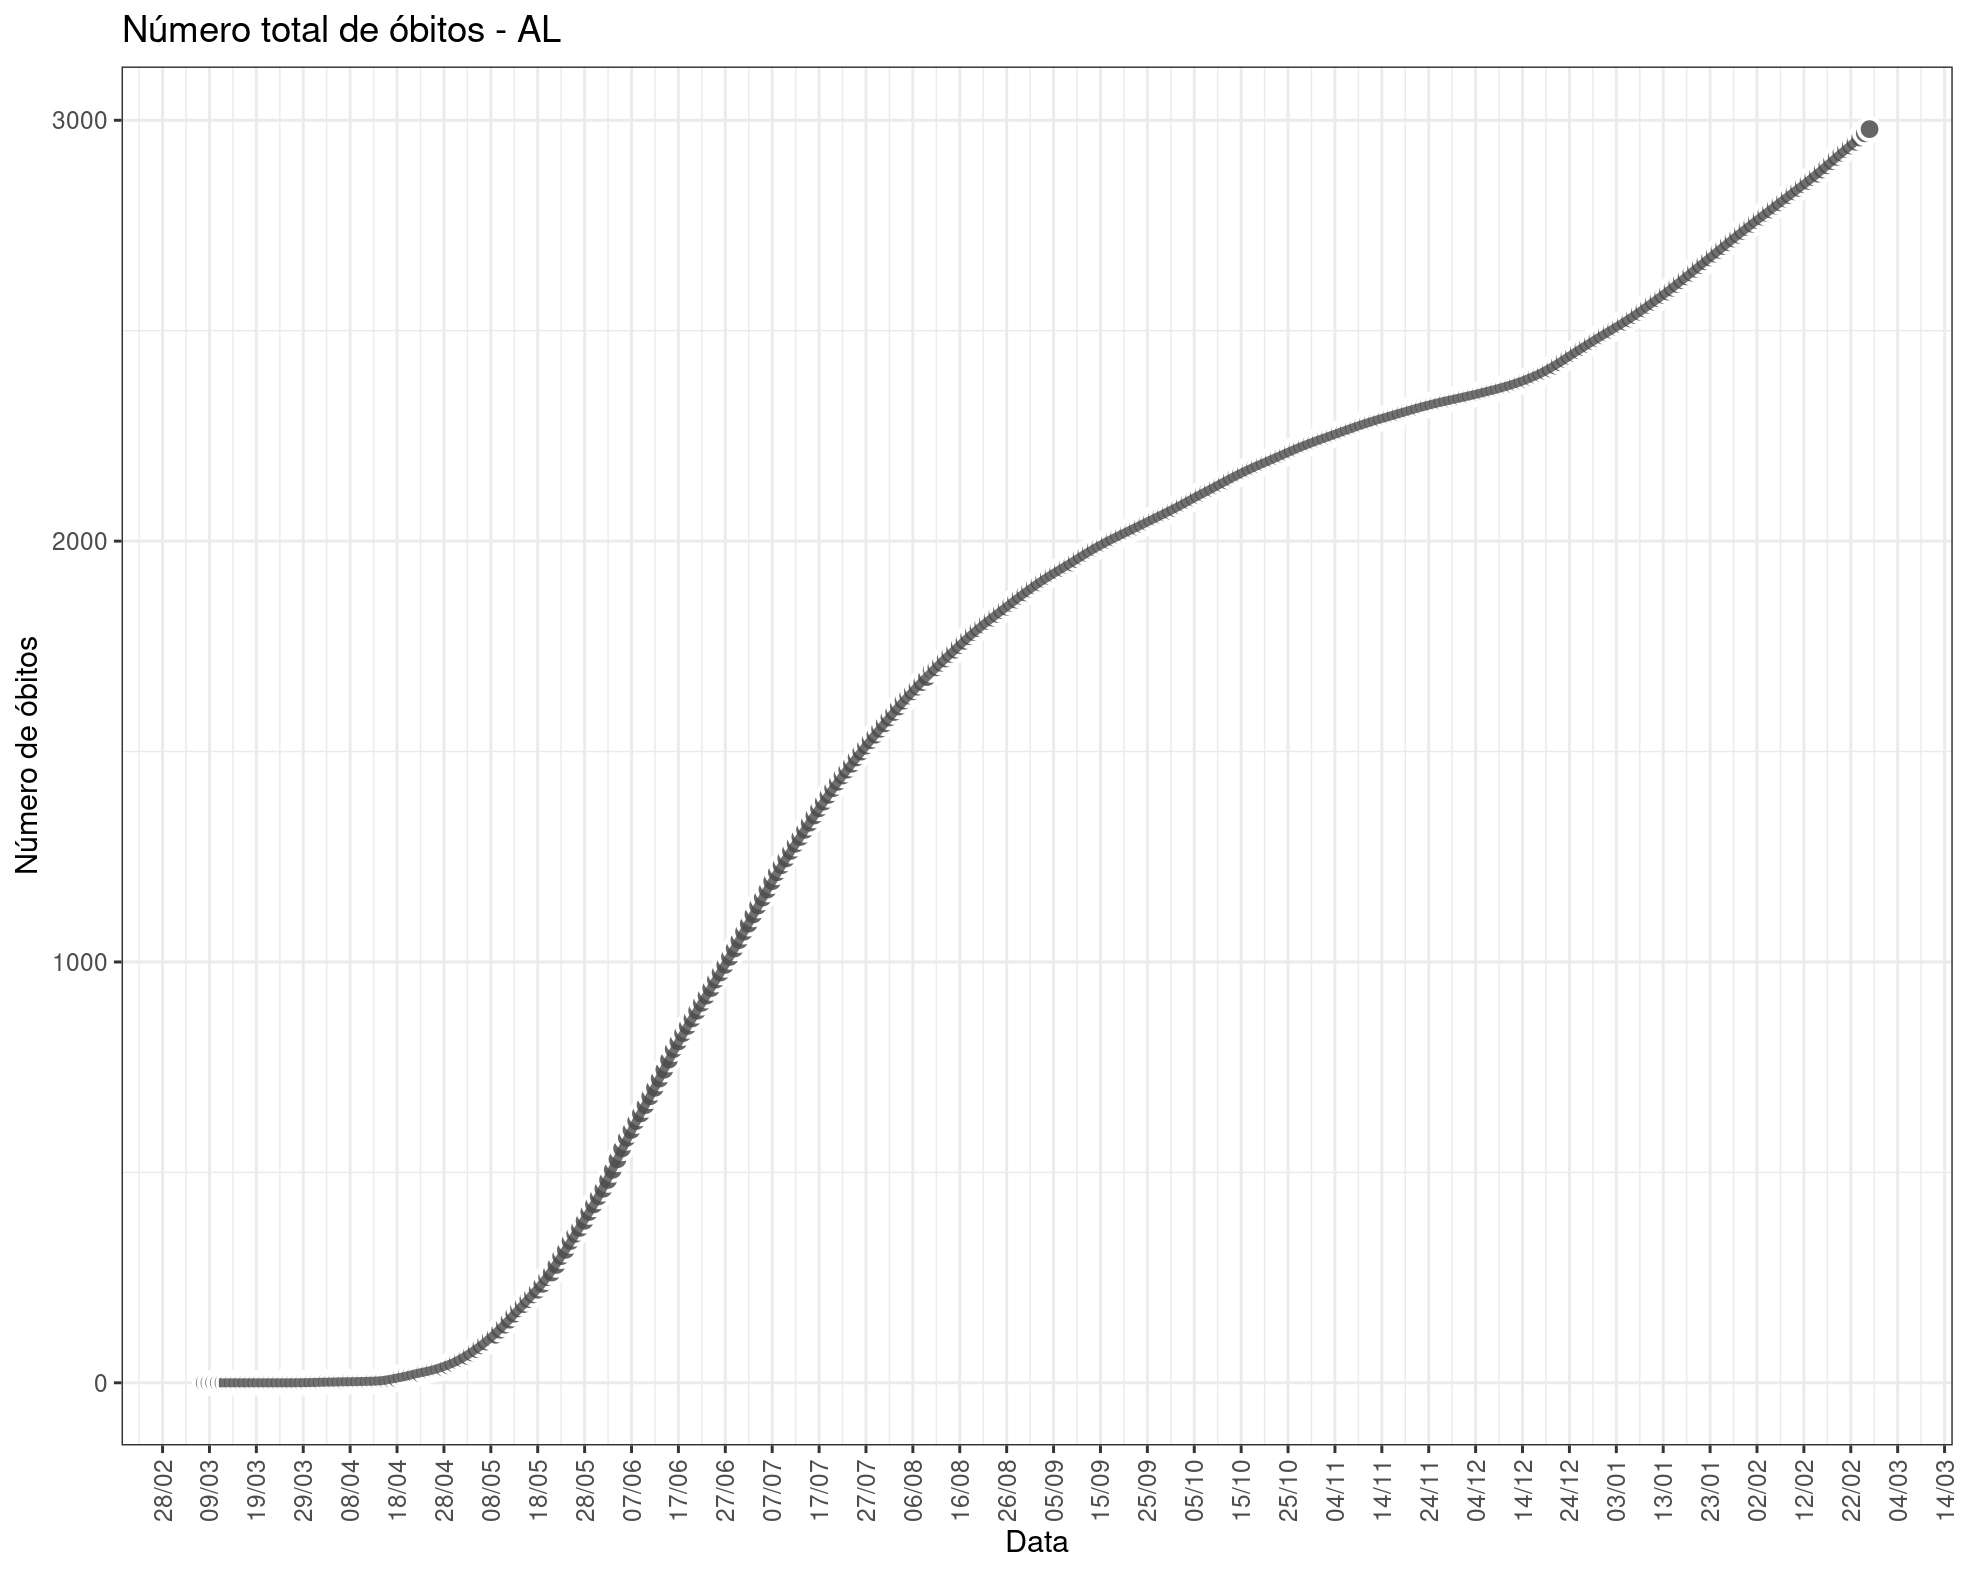 Número total de óbitos - AL
3000
2000
1000
0
Número de óbitos
28/02 09/03 19/03 29/03 08/04 18/04 28/04 08/05 18/05 28/05 07/06 17/06 27/06 07/07 17/07 27/07 06/08 16/08 26/08 05/09 15/09 25/09 05/10 15/10 25/10 04/11 14/11 24/11 04/12 14/12 24/12 03/01 13/01 23/01 02/02 12/02 22/02 04/03 14/03
Data